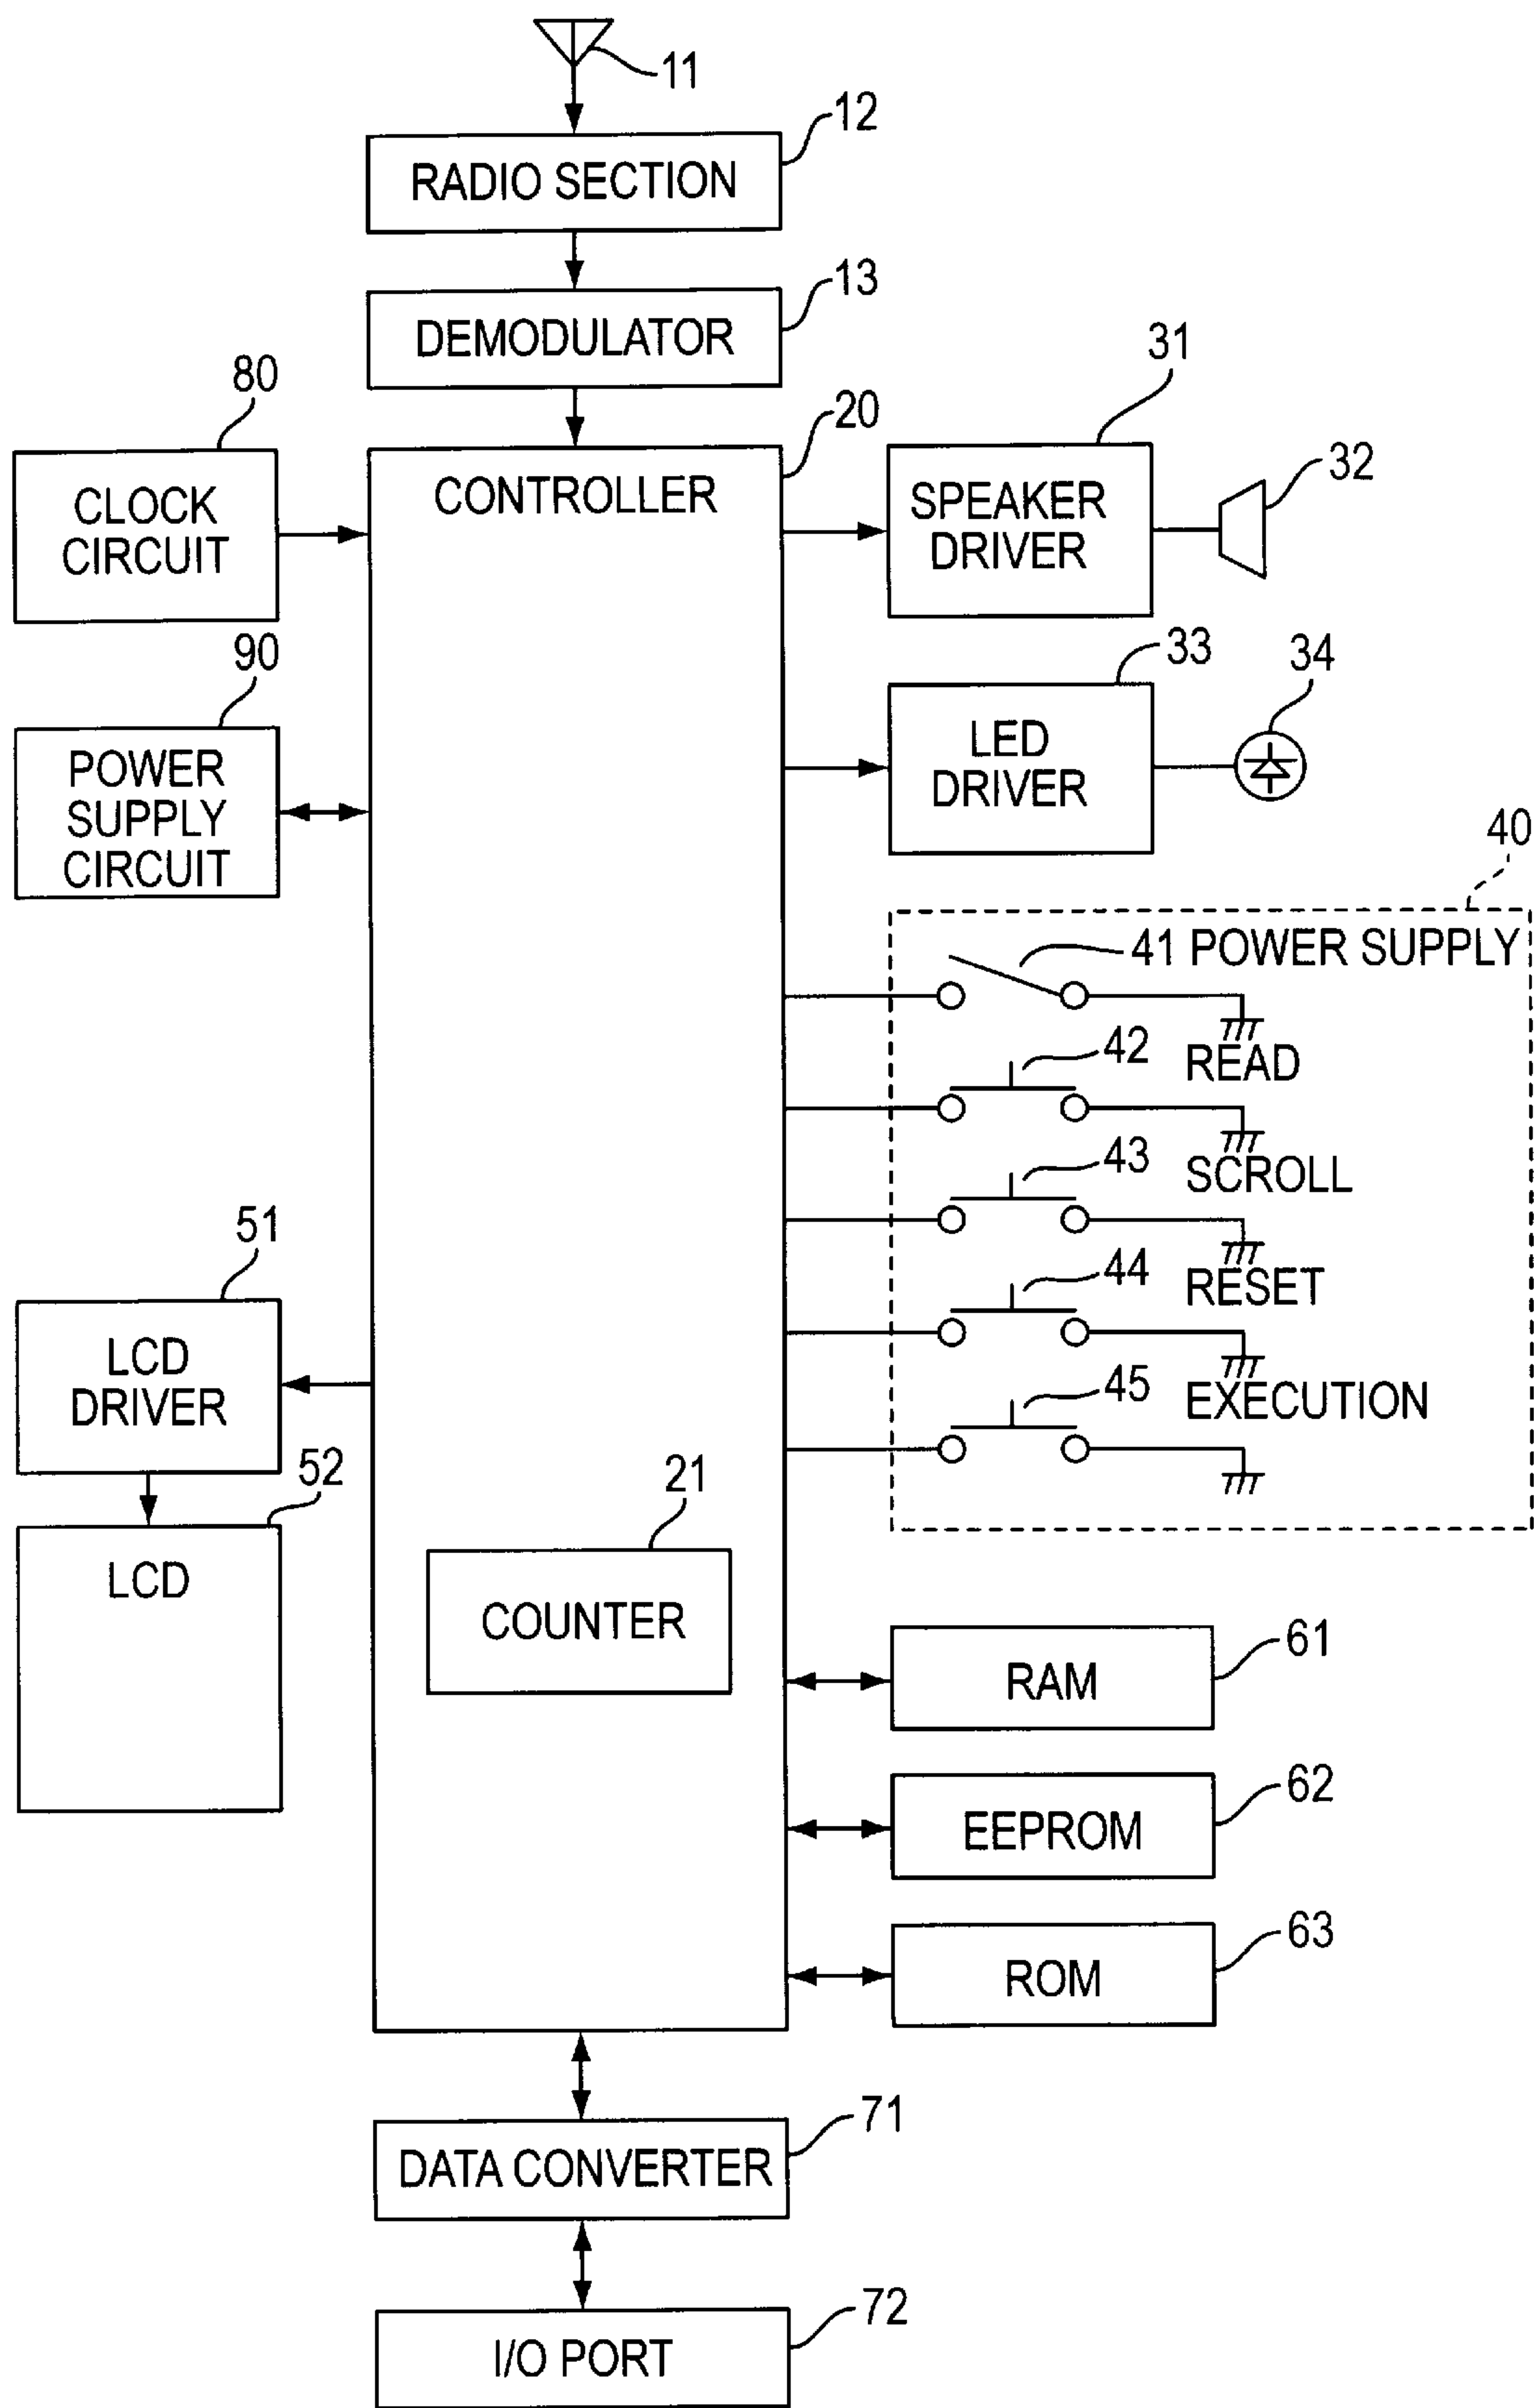 11
12
RADIO SECTION
13
DEMODULATOR
80
CLOCK
CIRCUIT
20
CONTROLLER
31
SPEAKER
DRIVER
32
90
POWER
SUPPLY
CIRCUIT
33
LED
DRIVER
34
40
41 POWER SUPPLY
42
READ
43
SCROLL
44
RESET
45
EXECUTION
51
LCD
DRIVER
52
LCD
21
COUNTER
61
RAM
62
EEPROM
63
ROM
71
DATA CONVERTER
72
I/O PORT